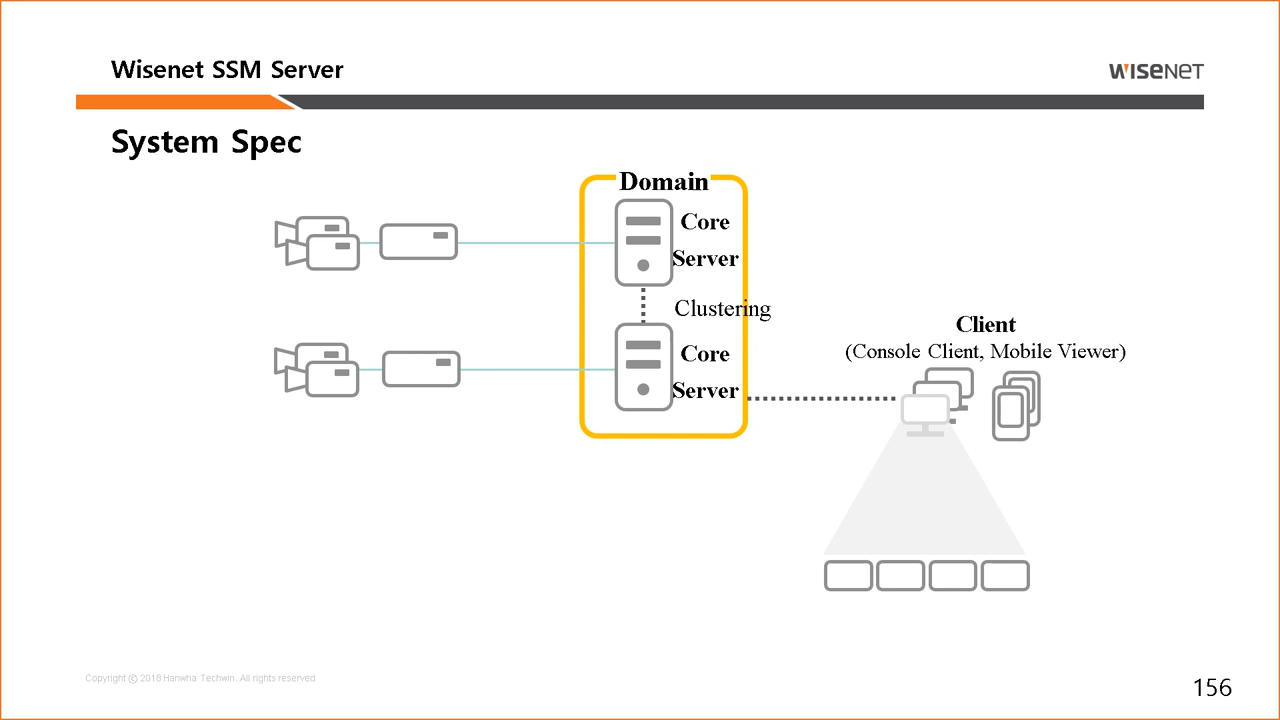 Wisenet SSM Server
WISENET
System Spec
Domain
Core
Server
Clustering
Core
Server
Client
(Console Client, Mobile Viewer)
Copyright ⓒ 2018 Hanwha Techwin. All rights reserved
156